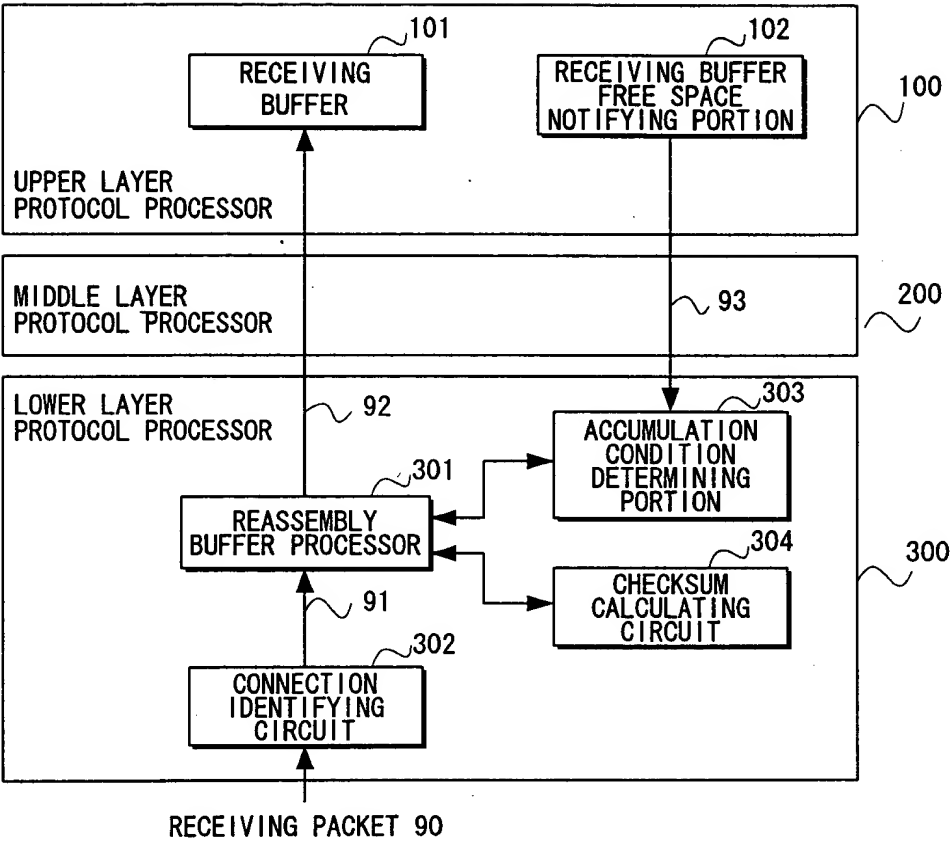 101
102
RECEIVING
BUFFER
RECEIVING BUFFER
FREE SPACE
NOTIFYING PORTION
100
UPPER LAYER
PROTOCOL PROCESSOR
MIDDLE LAYER
PROTOCOL PROCESSOR
93
200
LOWER LAYER
PROTOCOL PROCESSOR
92
303
ACCUMULATION
CONDITION
DETERMINING
PORTION
301
REASSEMBLY
BUFFER PROCESSOR
304
300
CHECKSUM
CALCULATING
CIRCUIT
91
302
CONNECTION
IDENTIFYING
CIRCUIT
RECEIVING PACKET 90